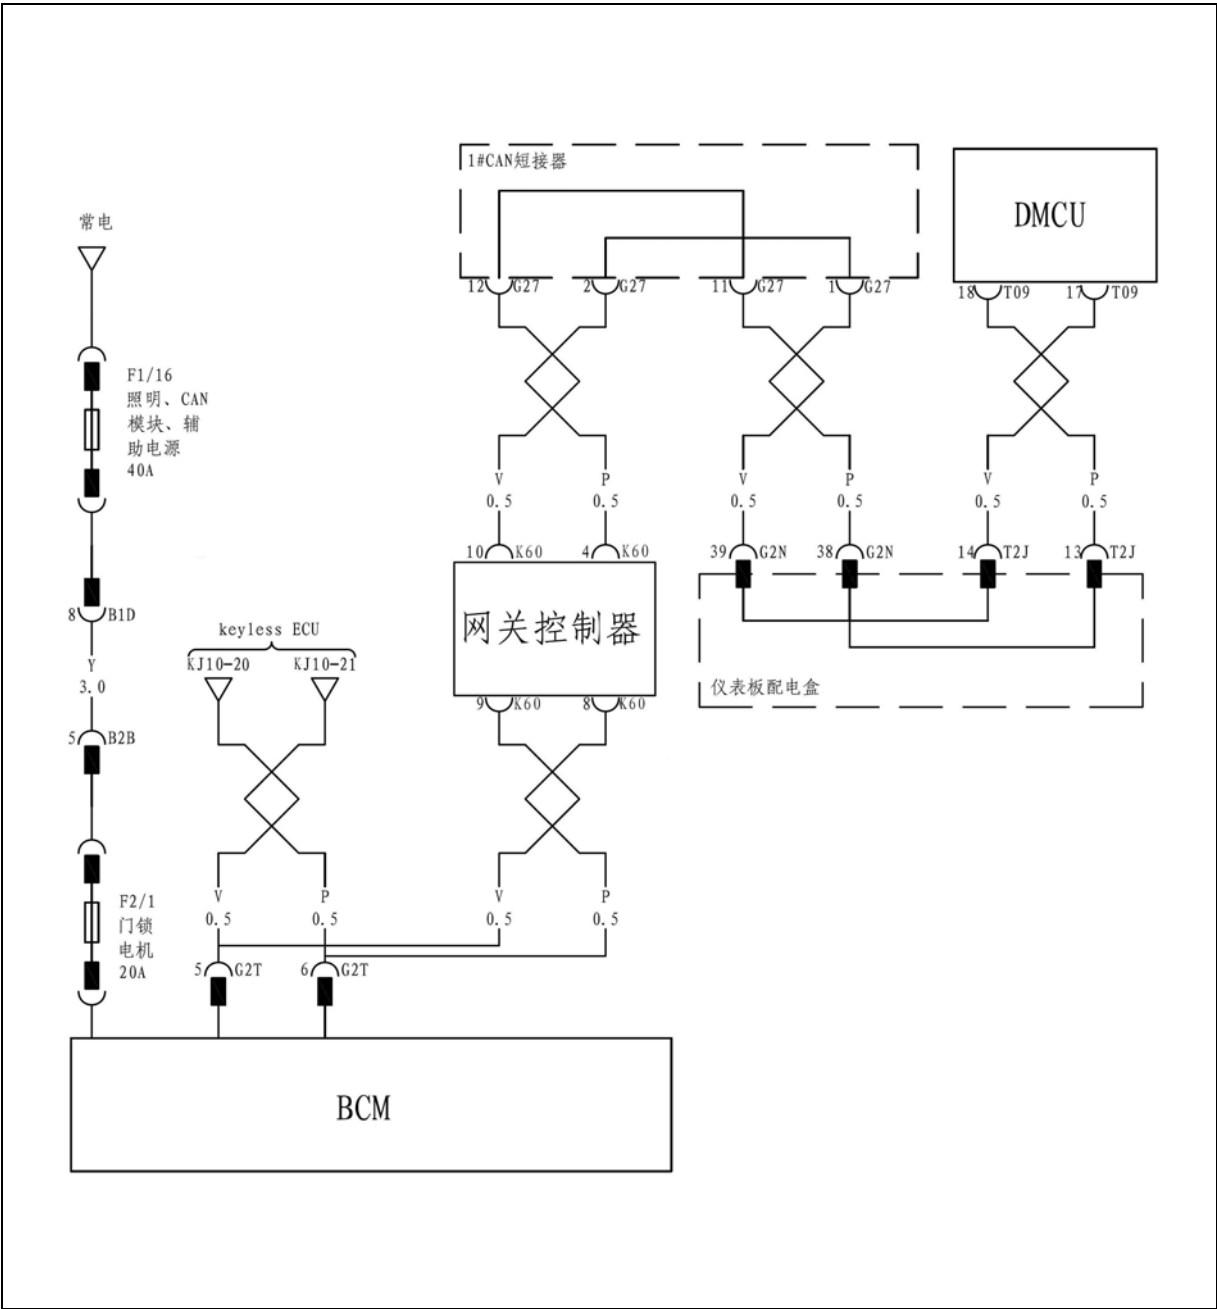 1#CAN短接器
DMCU
常电
12 G27
2 G27
11 G27
1 G27
18 T09
17 T09
F1/16
照明、CAN
模块、辅
助电源
40A
V
P
V
P
V
P
0.5
0.5
0.5
0.5
0.5
0.5
10 K60
4 K60
39 G2N
38 G2N
14 T2J
13 T2J
8 B1D
keyless ECU
网关控制器
KJ10-20
KJ10-21
Y
3.0
仪表板配电盒
9 K60
8 K60
5 B2B
F2/1
门锁
电机
20A
V
P
V
P
0.5
0.5
0.5
0.5
5 G2T
6 G2T
BCM